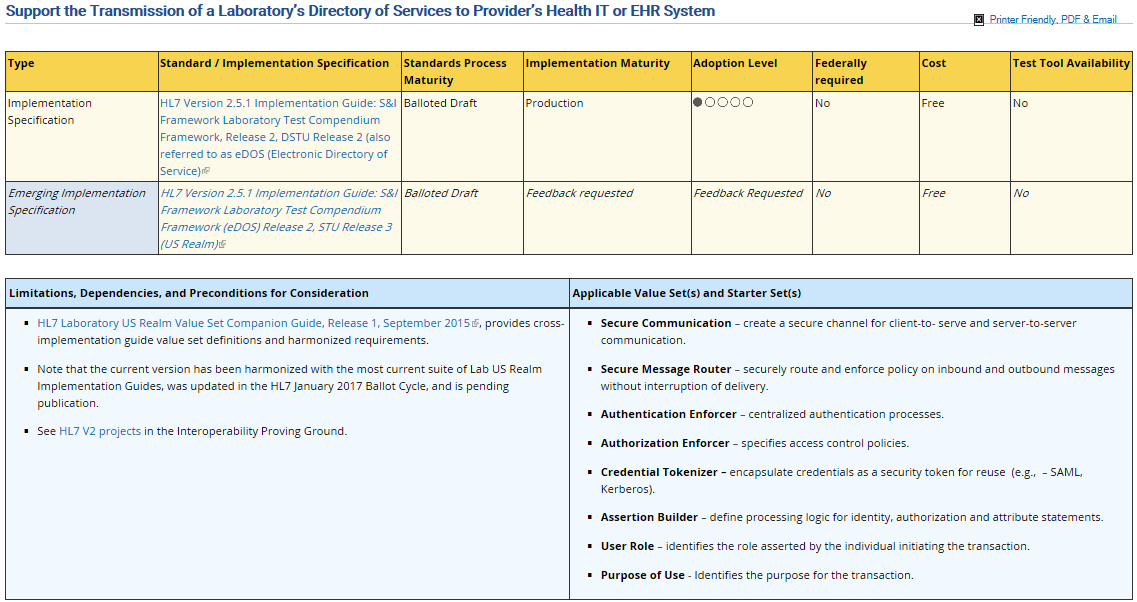 Support the Transmission of a Laboratory’s Directory of Services to Provider’s Health IT or EHR System
Printer Friendly, PDF & Email
Type
Standard / Implementation Specification
Standards Process
Maturity
Implementation Maturity
Adoption Level
Federally
required
Cost
Test Tool Availability
Implementation
Specification
HL7 Version 2.5.1 Implementation Guide: S&I
Framework Laboratory Test Compendium
Framework, Release 2, DSTU Release 2 (also
referred to as eDOS (Electronic Directory of
Service)
Balloted Draft
Production
No
Free
No
Emerging Implementation
Specification
HL7 Version 2.5.1 Implementation Guide: S&I
Framework Laboratory Test Compendium
Framework (eDOS) Release 2, STU Release 3
(US Realm)
Balloted Draft
Feedback requested
Feedback Requested
No
Free
No
Limitations, Dependencies, and Preconditions for Consideration
HL7 Laboratory US Realm Value Set Companion Guide, Release 1, September 2015, provides cross-
implementation guide value set definitions and harmonized requirements.
Note that the current version has been harmonized with the most current suite of Lab US Realm
Implementation Guides, was updated in the HL7 January 2017 Ballot Cycle, and is pending
publication.
See HL7 V2 projects in the Interoperability Proving Ground.
Applicable Value Set(s) and Starter Set(s)
Secure Communication – create a secure channel for client-to- serve and server-to-server
communication.
Secure Message Router – securely route and enforce policy on inbound and outbound messages
without interruption of delivery.
Authentication Enforcer – centralized authentication processes.
Authorization Enforcer – specifies access control policies.
Credential Tokenizer – encapsulate credentials as a security token for reuse (e.g., – SAML,
Kerberos).
Assertion Builder – define processing logic for identity, authorization and attribute statements.
User Role – identifies the role asserted by the individual initiating the transaction.
Purpose of Use - Identifies the purpose for the transaction.